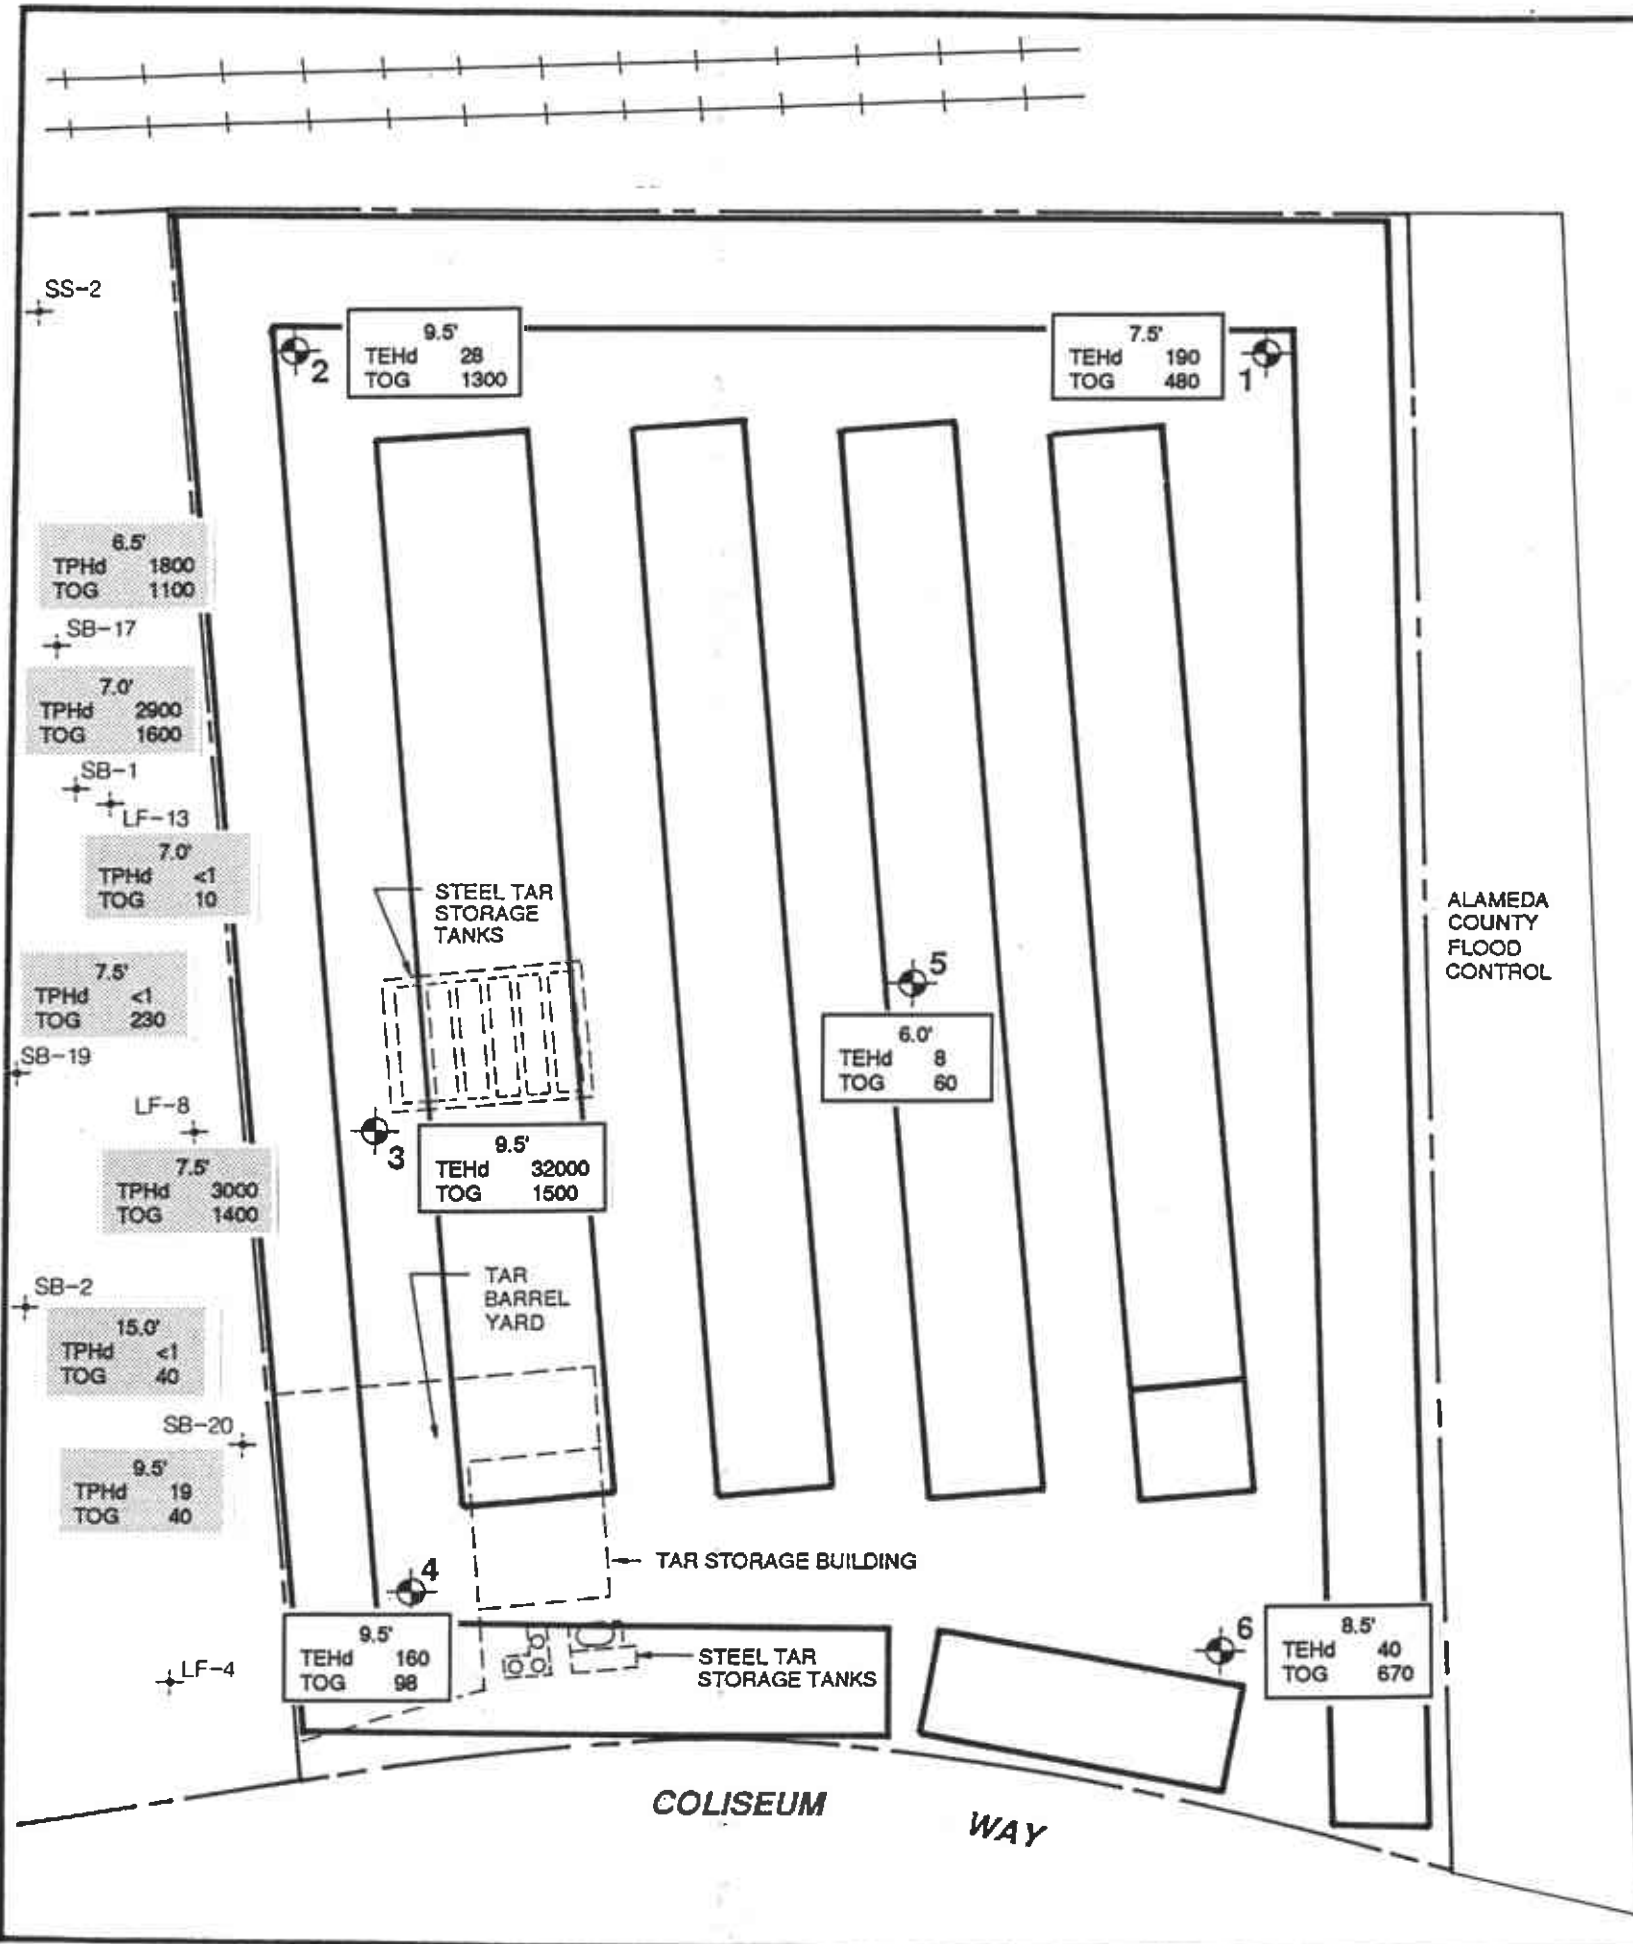 SS-2
2
9.5'
TEHd 28
TOG 1300
7.5'
TEHd 190
TOG 480
1
6.5'
TPHd 1800
TOG 1100
SB-17
7.0'
TPHd 2900
TOG 1600
SB-1
LF-13
7.0'
TPHd <1
TOG 10
STEEL TAR
STORAGE
TANKS
ALAMEDA
COUNTY
FLOOD
CONTROL
7.5'
TPHd <1
TOG 230
SB-19
5
6.0'
TEHd 8
TOG 60
LF-8
7.5'
TPHd 3000
TOG 1400
3
9.5'
TEHd 32000
TOG 1500
SB-2
15.0'
TPHd <1
TOG 40
TAR
BARREL
YARD
SB-20
9.5'
TPHd 19
TOG 40
TAR STORAGE BUILDING
4
9.5'
TEHd 160
TOG 98
LF-4
STEEL TAR
STORAGE TANKS
6
8.5'
TEHd 40
TOG 670
COLISEUM WAY